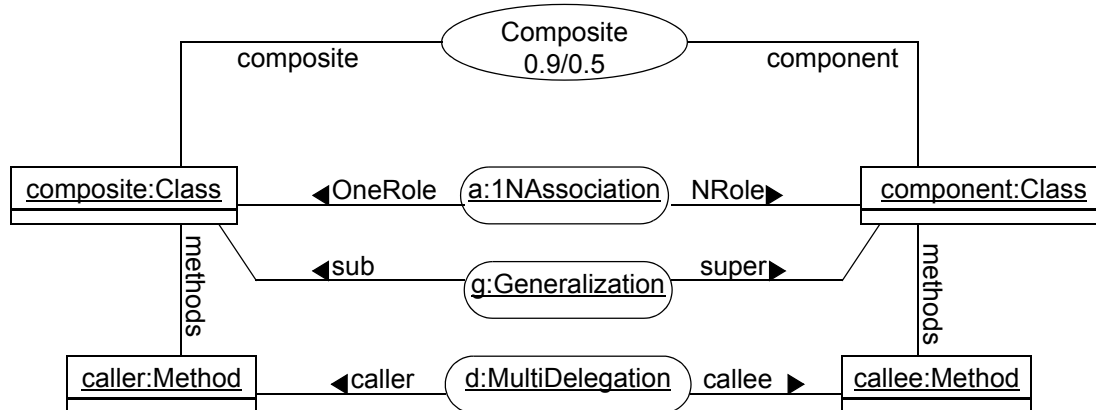 Composite
0.9/0.5
composite
component
composite:Class
OneRole
a:1NAssociation
NRole
component:Class
methods
sub
g:Generalization
super
methods
caller:Method
caller
d:MultiDelegation
callee
callee:Method